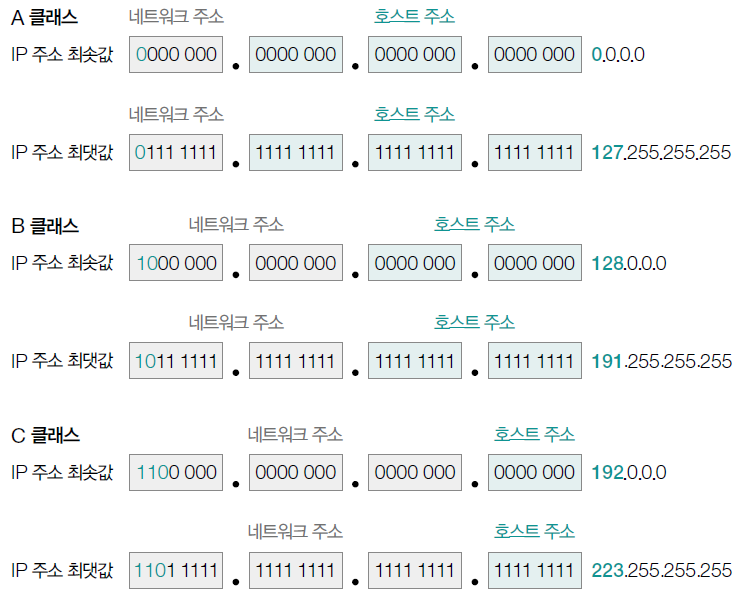 A 클래스 네트워크 주소 호스트 주소
IP 주소 최솟값 0000 000 . 0000 000 . 0000 000 . 0000 000 0.0.0.0
네트워크 주소 호스트 주소
IP 주소 최댓값 0111 1111 . 1111 1111 . 1111 1111 . 1111 1111 127.255.255.255
B 클래스 네트워크 주소 호스트 주소
IP 주소 최솟값 1000 000 . 0000 000 . 0000 000 . 0000 000 128.0.0.0
네트워크 주소 호스트 주소
IP 주소 최댓값 1011 1111 . 1111 1111 . 1111 1111 . 1111 1111 191.255.255.255
C 클래스 네트워크 주소 호스트 주소
IP 주소 최솟값 1100 000 . 0000 000 . 0000 000 . 0000 000 192.0.0.0
네트워크 주소 호스트 주소
IP 주소 최댓값 1101 1111 . 1111 1111 . 1111 1111 . 1111 1111 223.255.255.255